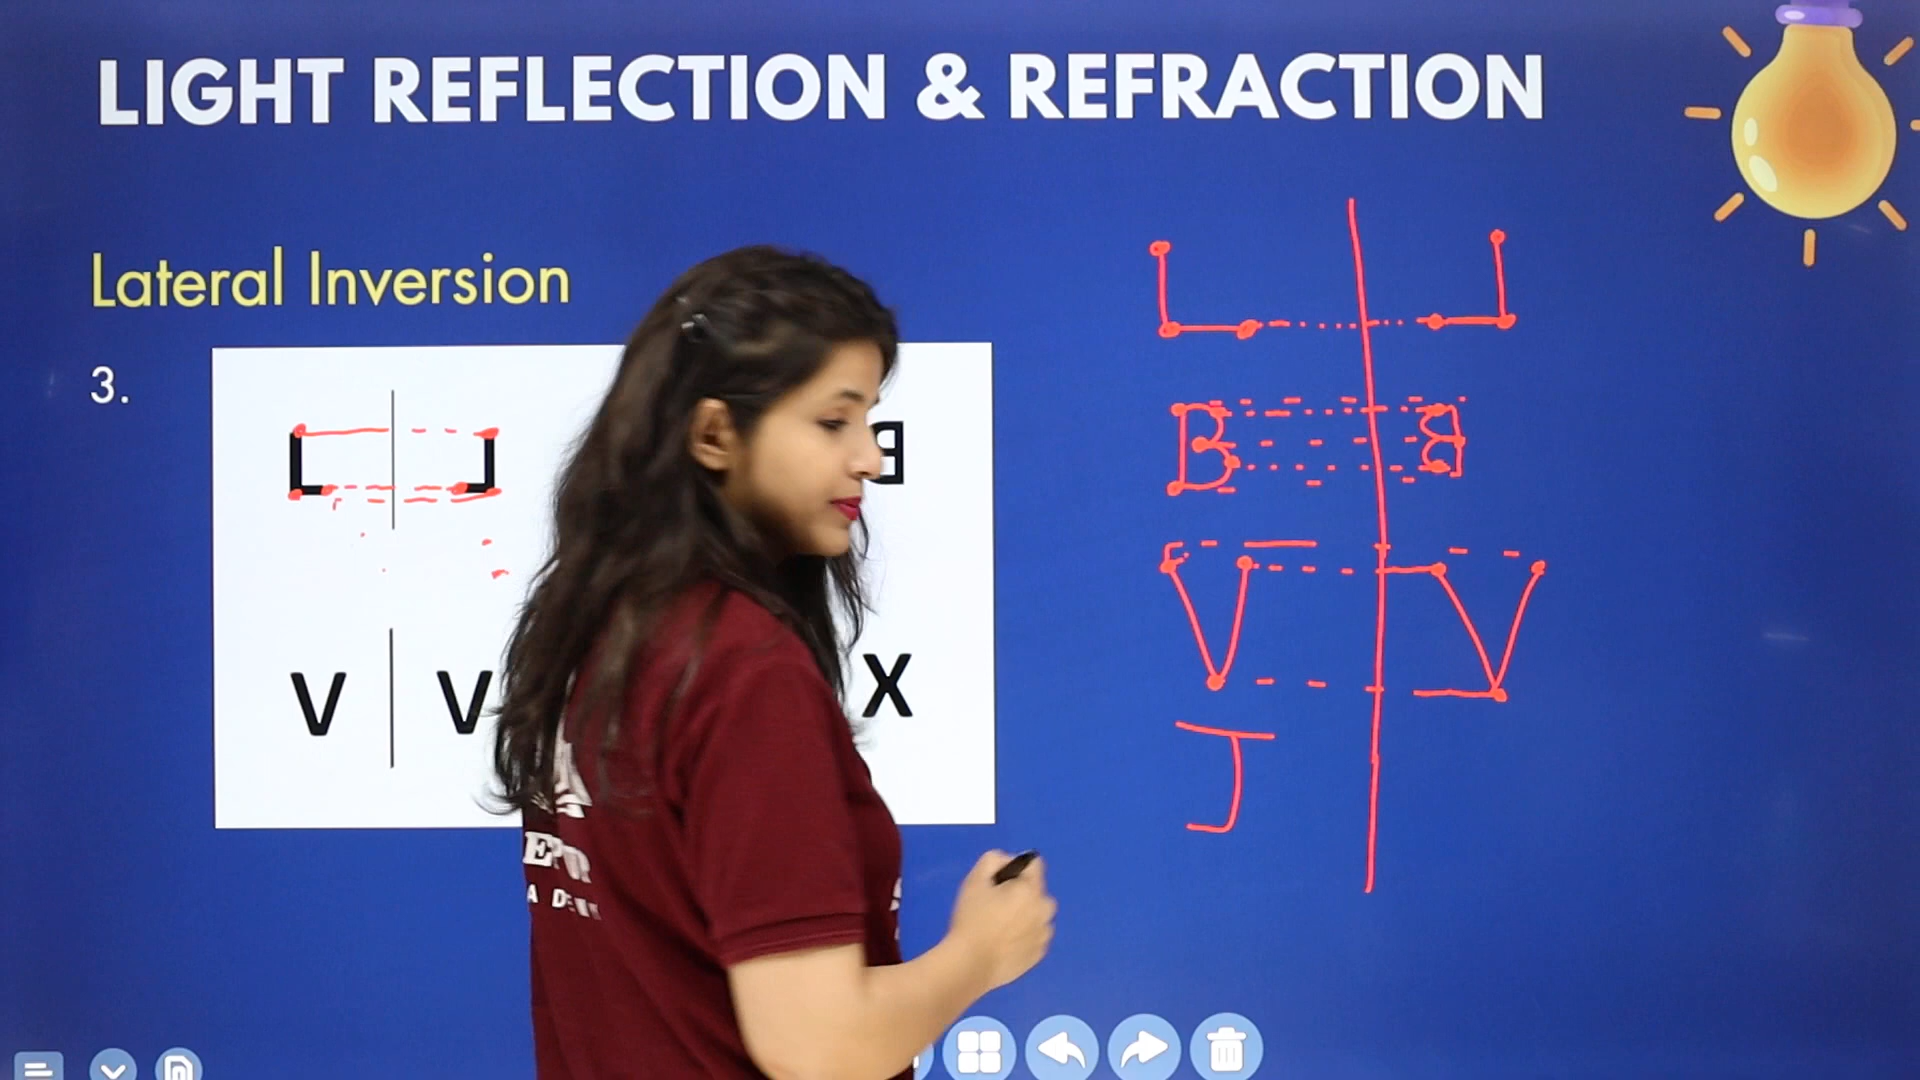 LIGHT REFLECTION & REFRACTION
Lateral Inversion
3.
L
B
V V
X
V V
J